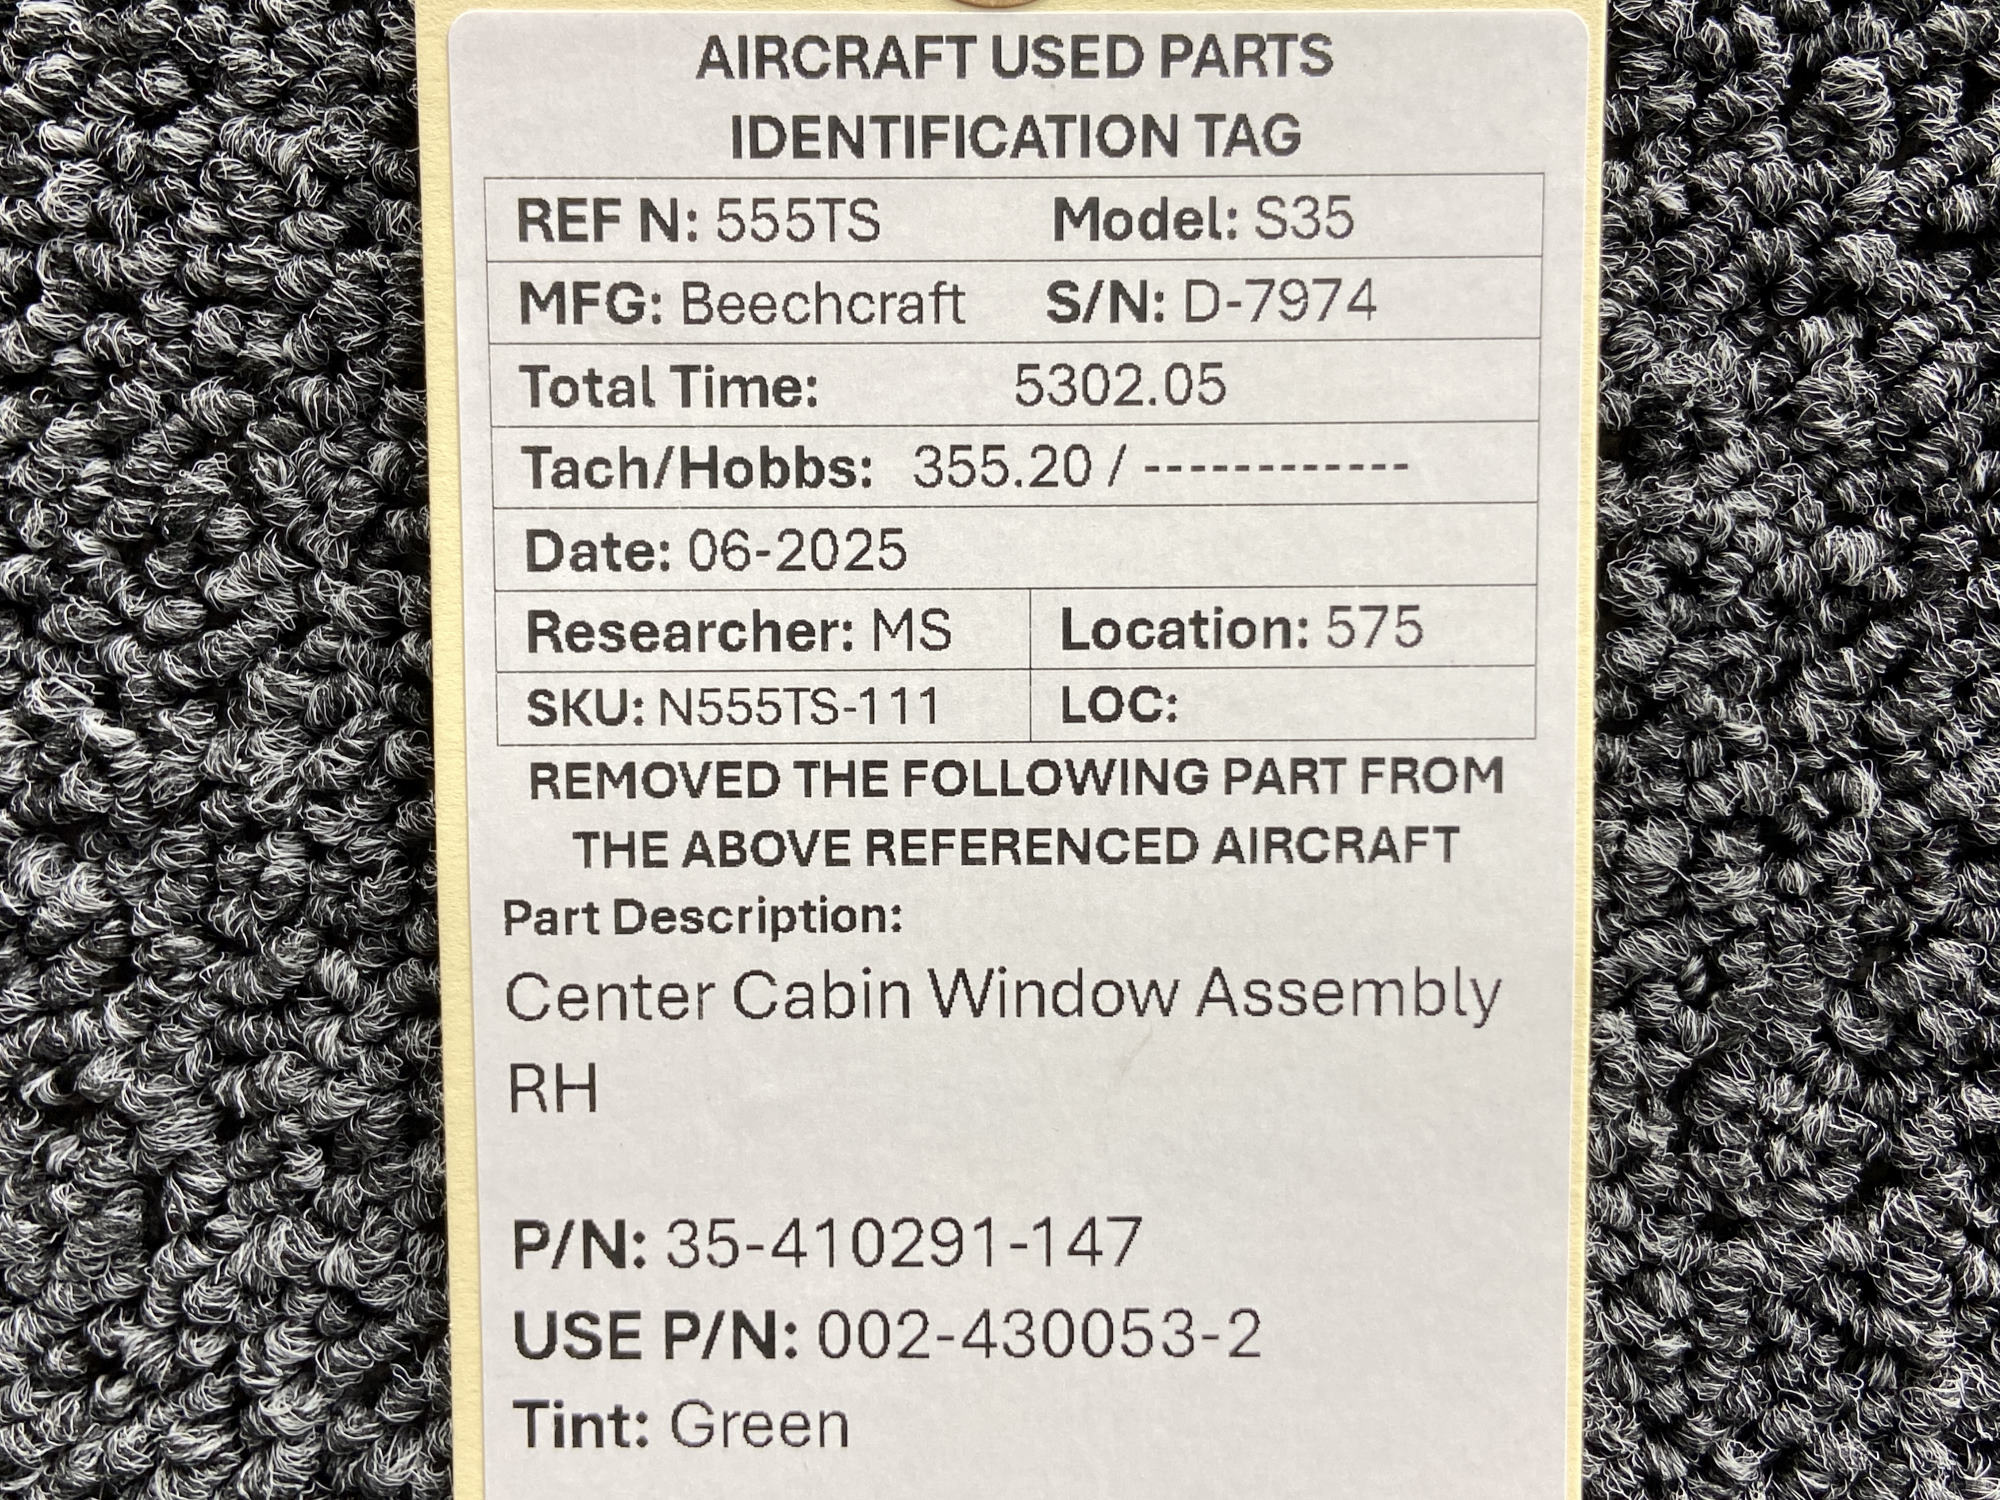 AIRCRAFT USED PARTS
IDENTIFICATION TAG
REF N: 555TS Model: S35
MFG: Beechcraft S/N: D-7974
Total Time: 5302.05
Tach/Hobbs: 355.20 / ------------
Date: 06-2025
Researcher: MS Location: 575
SKU: N555TS-111 LOC:
REMOVED THE FOLLOWING PART FROM
THE ABOVE REFERENCED AIRCRAFT
Part Description:
Center Cabin Window Assembly
RH
P/N: 35-410291-147
USE P/N: 002-430053-2
Tint: Green